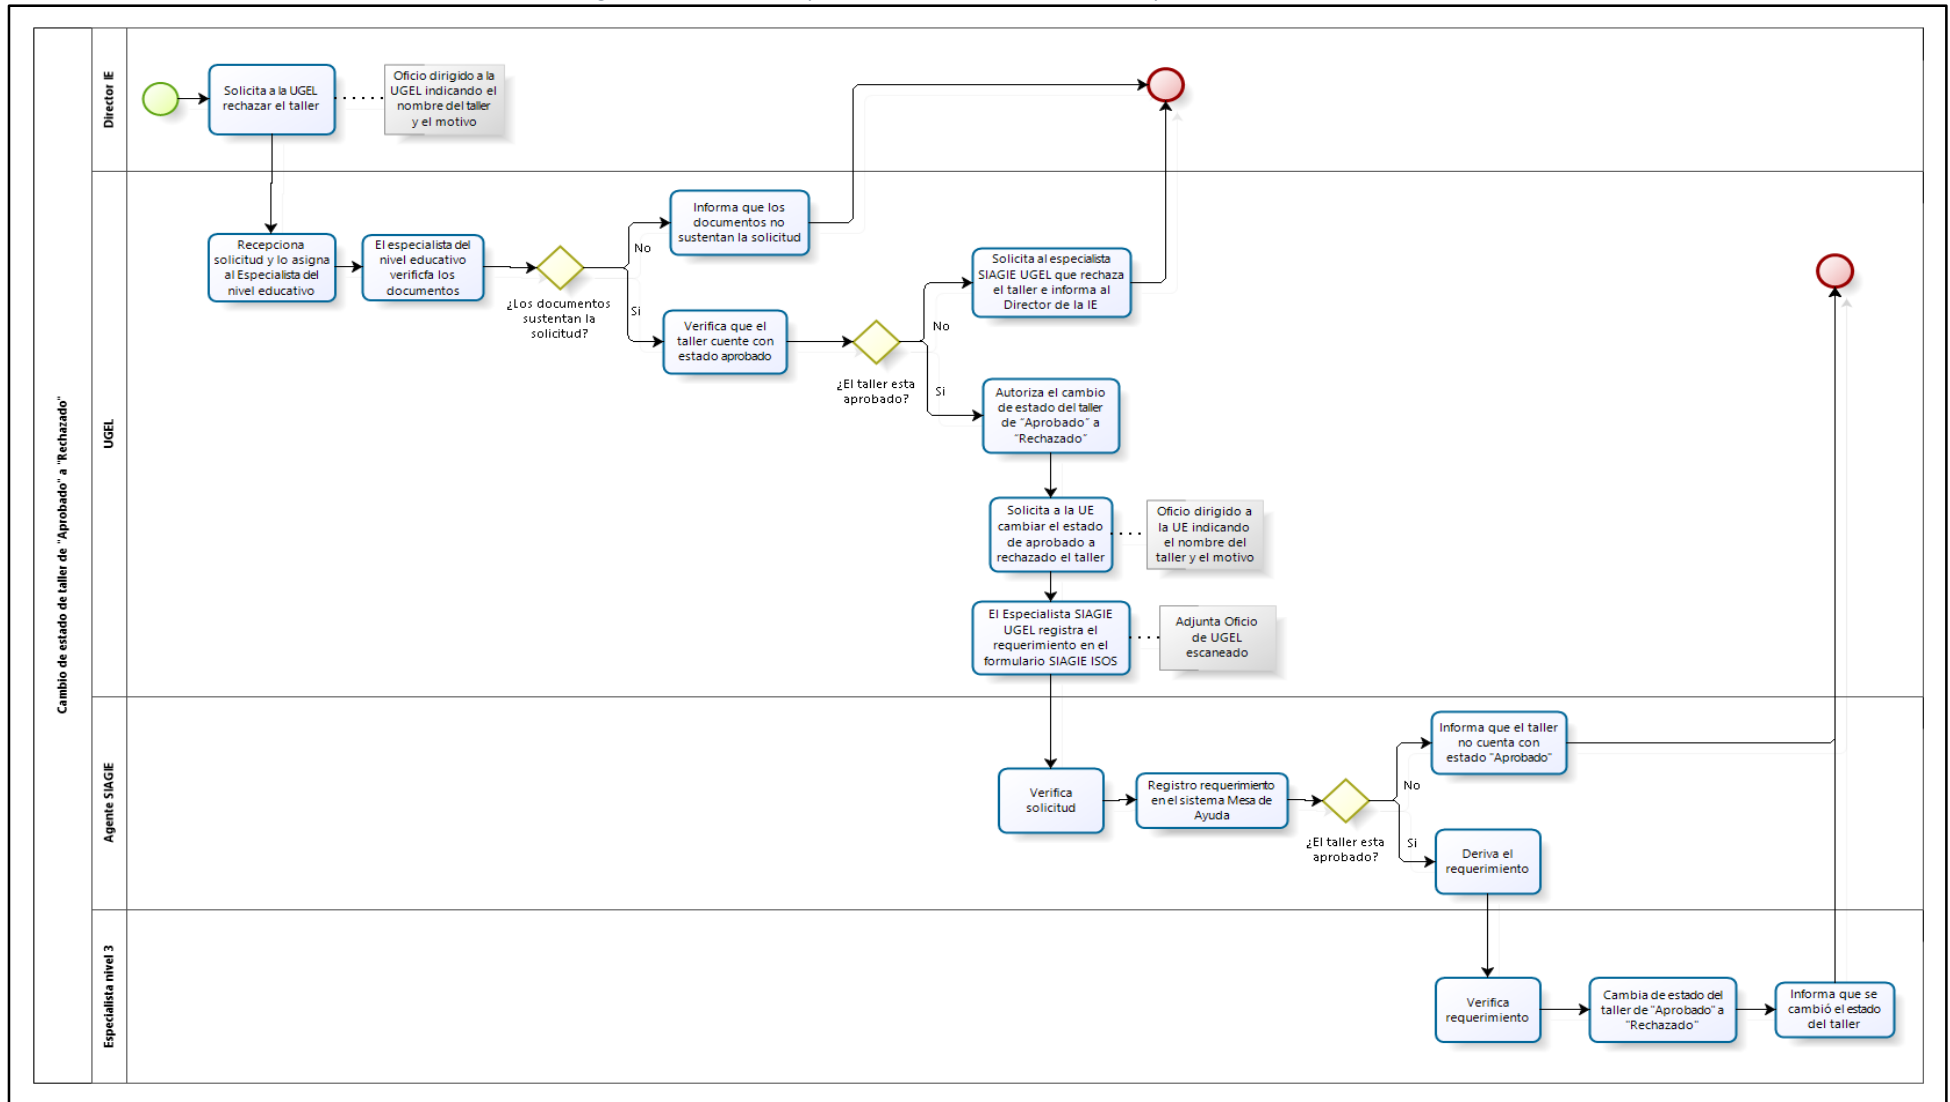 Cambio de estado de taller de "Aprobado" a "Rechazado"
Director IE
Solicita a la UGEL
rechazar el taller
Oficio dirigido a la
UGEL indicando el
nombre del taller
y el motivo
UGEL
Recepciona
solicitud y lo asigna
al Especialista del
nivel educativo
El especialista del
nivel educativo
verificfa los
documentos
¿Los documentos
sustentan la
solicitud?
No
Si
Informa que los
documentos no
sustentan la solicitud
Verifica que el
taller cuente con
estado aprobado
¿El taller esta
aprobado?
No
Si
Solicita al especialista
SIAGIE UGEL que rechaza
el taller e informa al
Director de la IE
Autoriza el cambio
de estado del taller
de "Aprobado" a
"Rechazado"
Solicita a la UE
cambiar el estado
de aprobado a
rechazado el taller
Oficio dirigido a
la UE indicando
el nombre del
taller y el motivo
El Especialista SIAGIE
UGEL registra el
requerimiento en el
formulario SIAGIE ISOS
Adjunta Oficio
de UGEL
escaneado
Agente SIAGIE
Verifica
solicitud
Registro requerimiento
en el sistema Mesa de
Ayuda
¿El taller esta
aprobado?
No
Si
Informa que el taller
no cuenta con
estado "Aprobado"
Deriva el
requerimiento
Especialista nivel 3
Verifica
requerimiento
Cambia de estado del
taller de "Aprobado" a
"Rechazado"
Informa que se
cambió el estado
del taller